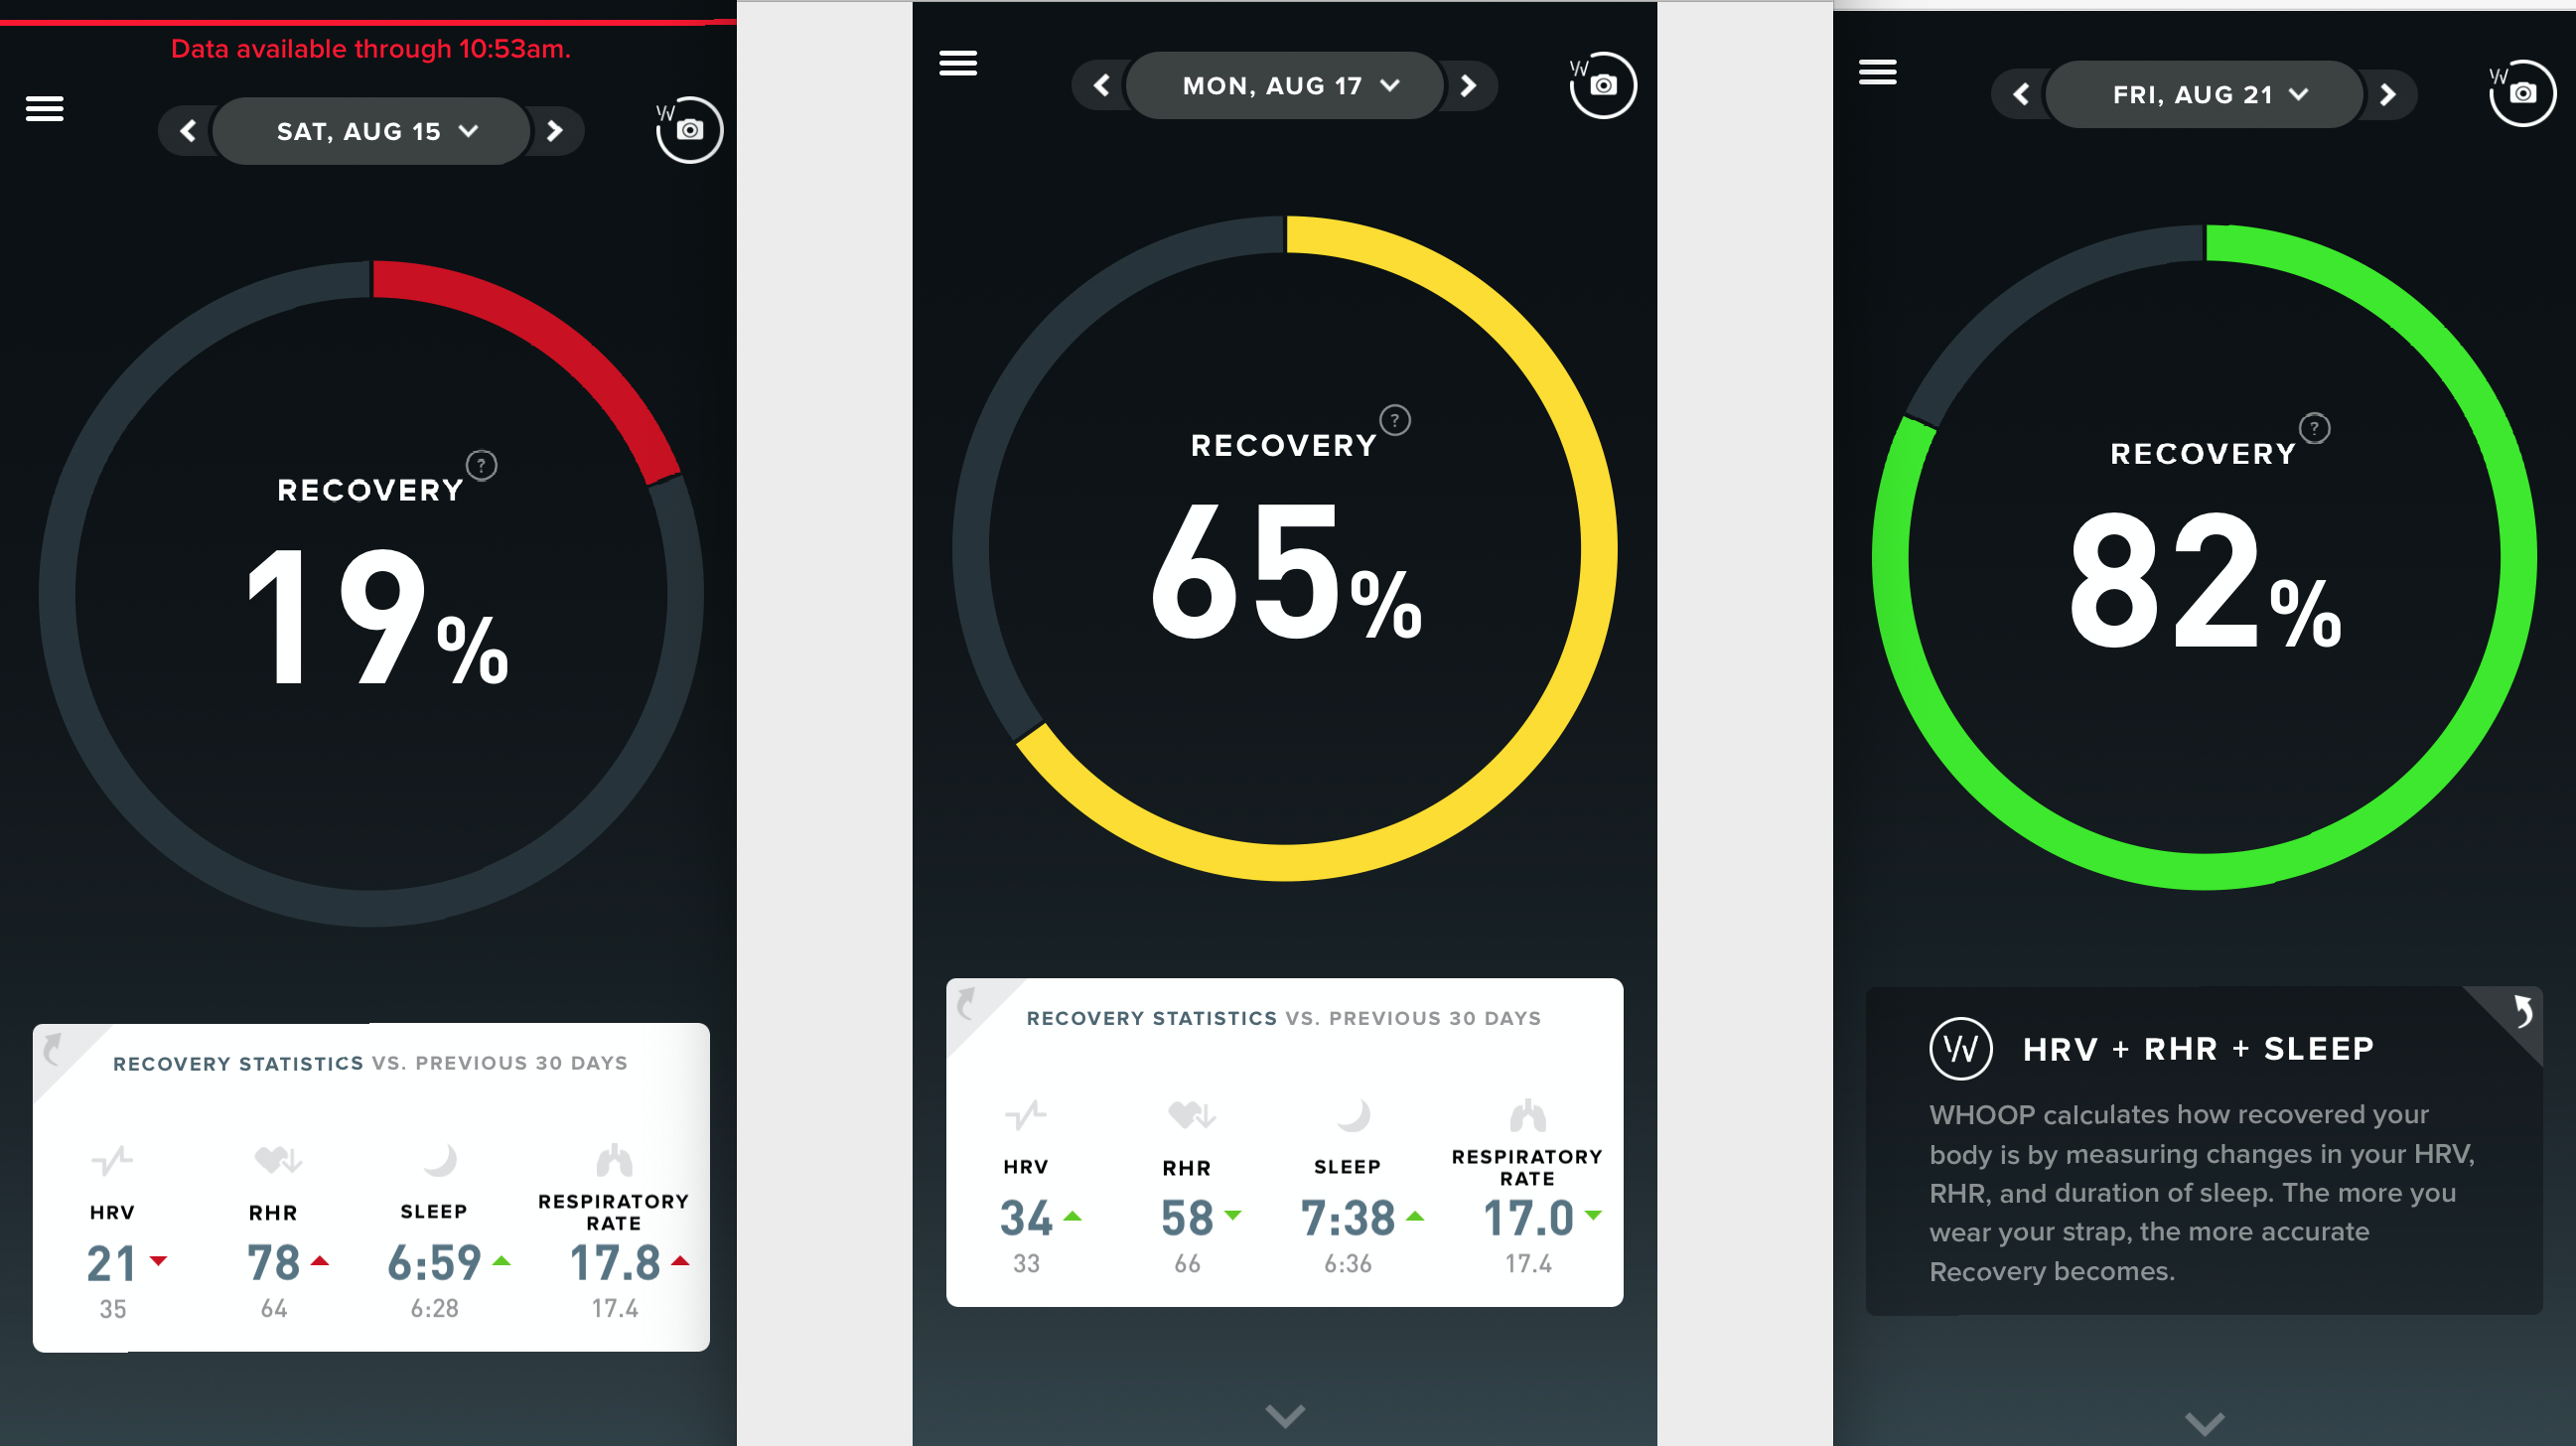 Data available through 10:53am.
SAT, AUG 15
RECOVERY ?
19%
RECOVERY STATISTICS VS. PREVIOUS 30 DAYS
HRV RHR SLEEP RESPIRATORY RATE
21 78 6:59 17.8
35 64 6:28 17.4
MON, AUG 17
RECOVERY ?
65%
RECOVERY STATISTICS VS. PREVIOUS 30 DAYS
HRV RHR SLEEP RESPIRATORY RATE
34 58 7:38 17.0
33 66 6:36 17.4
FRI, AUG 21
RECOVERY ?
82%
HRV + RHR + SLEEP
WHOOP calculates how recovered your
body is by measuring changes in your HRV,
RHR, and duration of sleep. The more you
wear your strap, the more accurate
Recovery becomes.